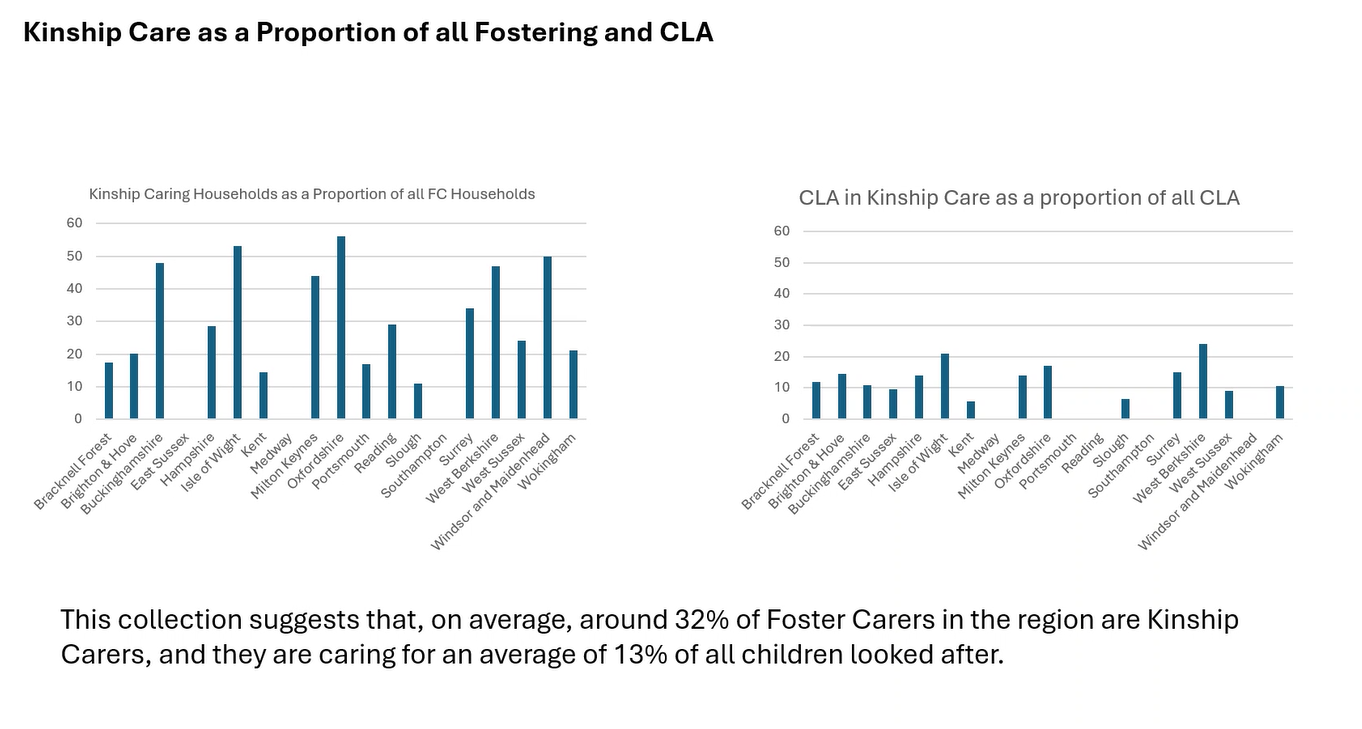 Kinship Care as a Proportion of all Fostering and CLA
Kinship Caring Households as a Proportion of all FC Households
60
50
40
30
20
10
0
Bracknell Forest
Brighton & Hove
Buckinghamshire
East Sussex
Hampshire
Isle of Wight
Kent
Medway
Milton Keynes
Oxfordshire
Portsmouth
Reading
Slough
Southampton
Surrey
West Berkshire
West Sussex
Windsor and Maidenhead
Wokingham
CLA in Kinship Care as a proportion of all CLA
60
50
40
30
20
10
0
Bracknell Forest
Brighton & Hove
Buckinghamshire
East Sussex
Hampshire
Isle of Wight
Kent
Medway
Milton Keynes
Oxfordshire
Portsmouth
Reading
Slough
Southampton
Surrey
West Berkshire
West Sussex
Windsor and Maidenhead
Wokingham
This collection suggests that, on average, around 32% of Foster Carers in the region are Kinship
Carers, and they are caring for an average of 13% of all children looked after.